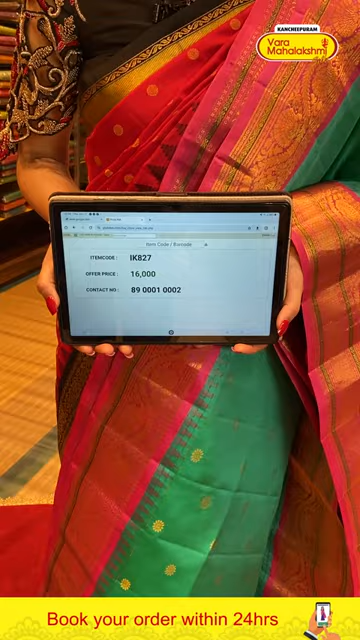 KANCHEEPURAM
Vara
Mahalakshmi
Item Code / Barcode
ITEMCODE : IK827
OFFER PRICE : 16,000
CONTACT NO : 89 0001 0002
Book your order within 24hrs